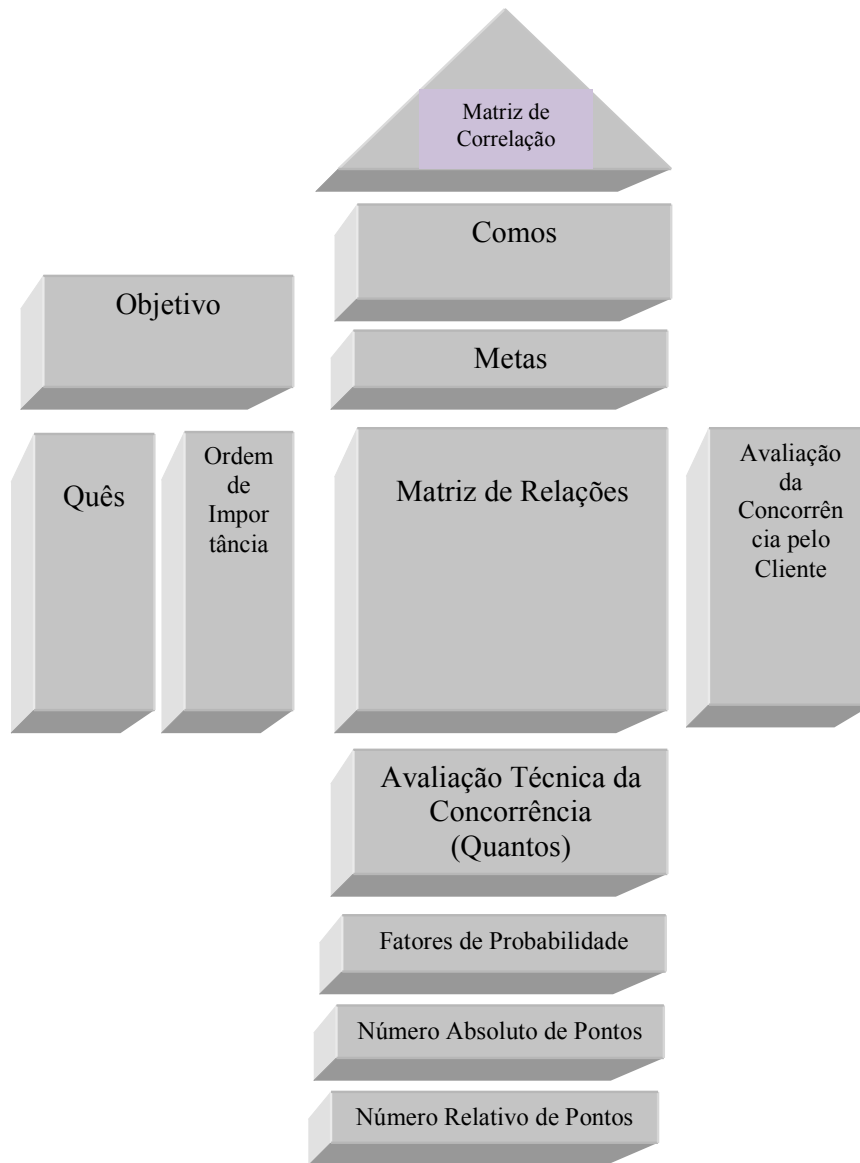 Matriz de
Correlação
Comos
Objetivo
Metas
Quês
Ordem
de
Impor
tância
Matriz de Relações
Avaliação
da
Concorrên
cia pelo
Cliente
Avaliação Técnica da
Concorrência
(Quantos)
Fatores de Probabilidade
Número Absoluto de Pontos
Número Relativo de Pontos